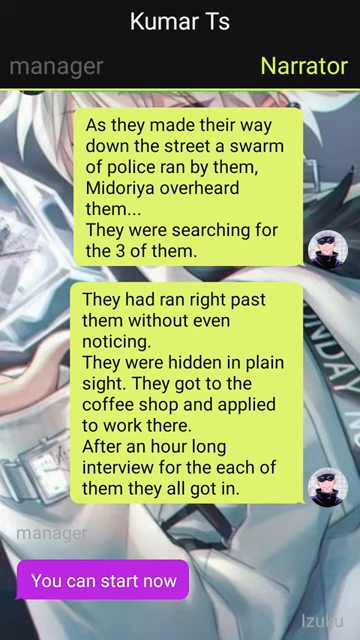 Kumar Ts
manager
Narrator
As they made their way
down the street a swarm
of police ran by them,
Midoriya overheard
them...
They were searching for
the 3 of them.
They had ran right past
them without even
noticing.
They were hidden in plain
sight. They got to the
coffee shop and applied
to work there.
After an hour long
interview for the each of
them they all got in.
manager
You can start now
Izuku